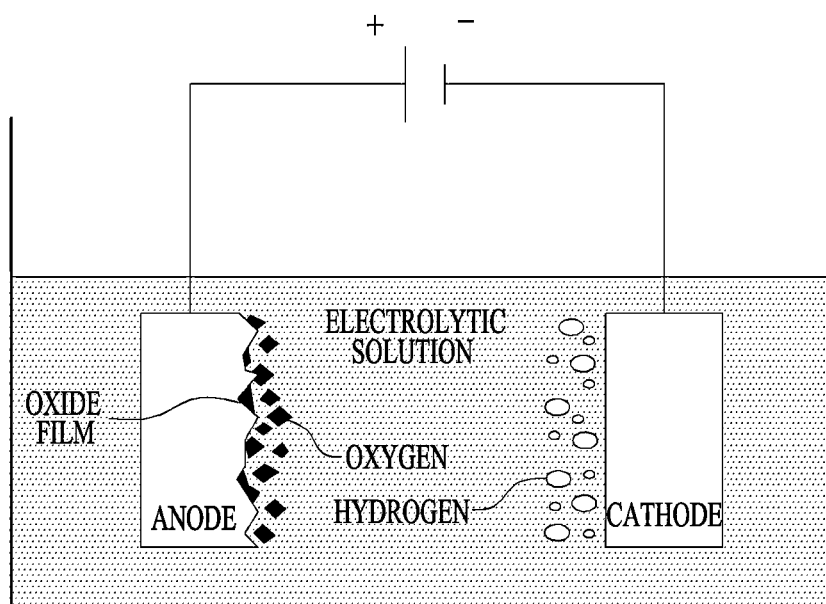 + −
ELECTROLYTIC
SOLUTION
OXIDE
FILM
OXYGEN
HYDROGEN
ANODE
CATHODE